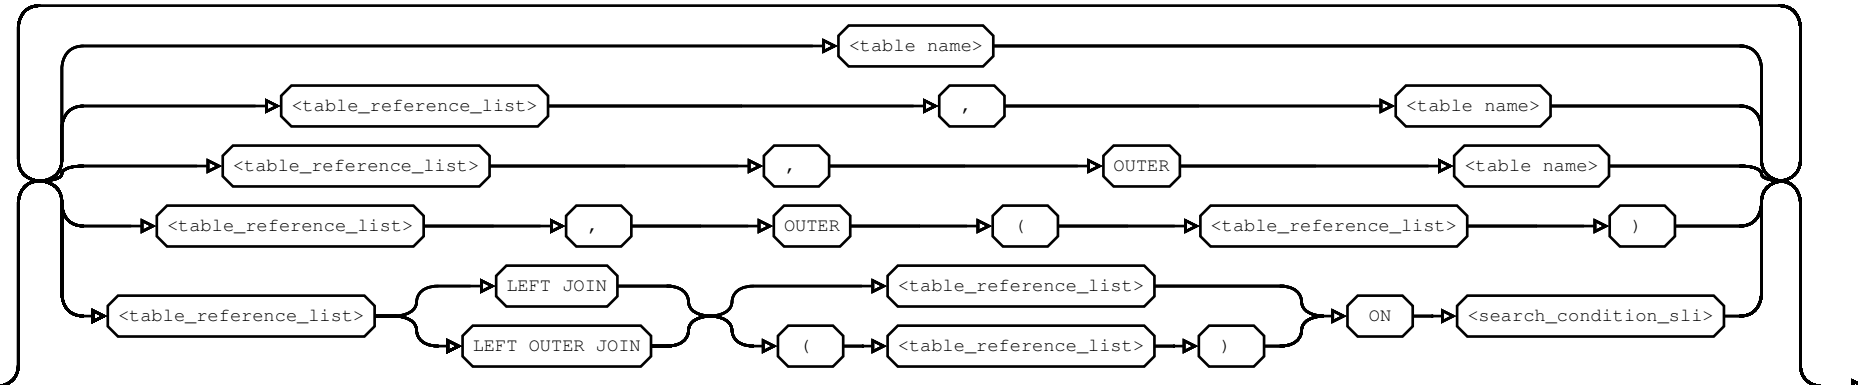 <table name>
<table_reference_list> , <table name>
<table_reference_list> , OUTER <table name>
<table_reference_list> , OUTER ( <table_reference_list> )
LEFT JOIN <table_reference_list>
<table_reference_list> ON <search_condition_sli>
LEFT OUTER JOIN ( <table_reference_list> )